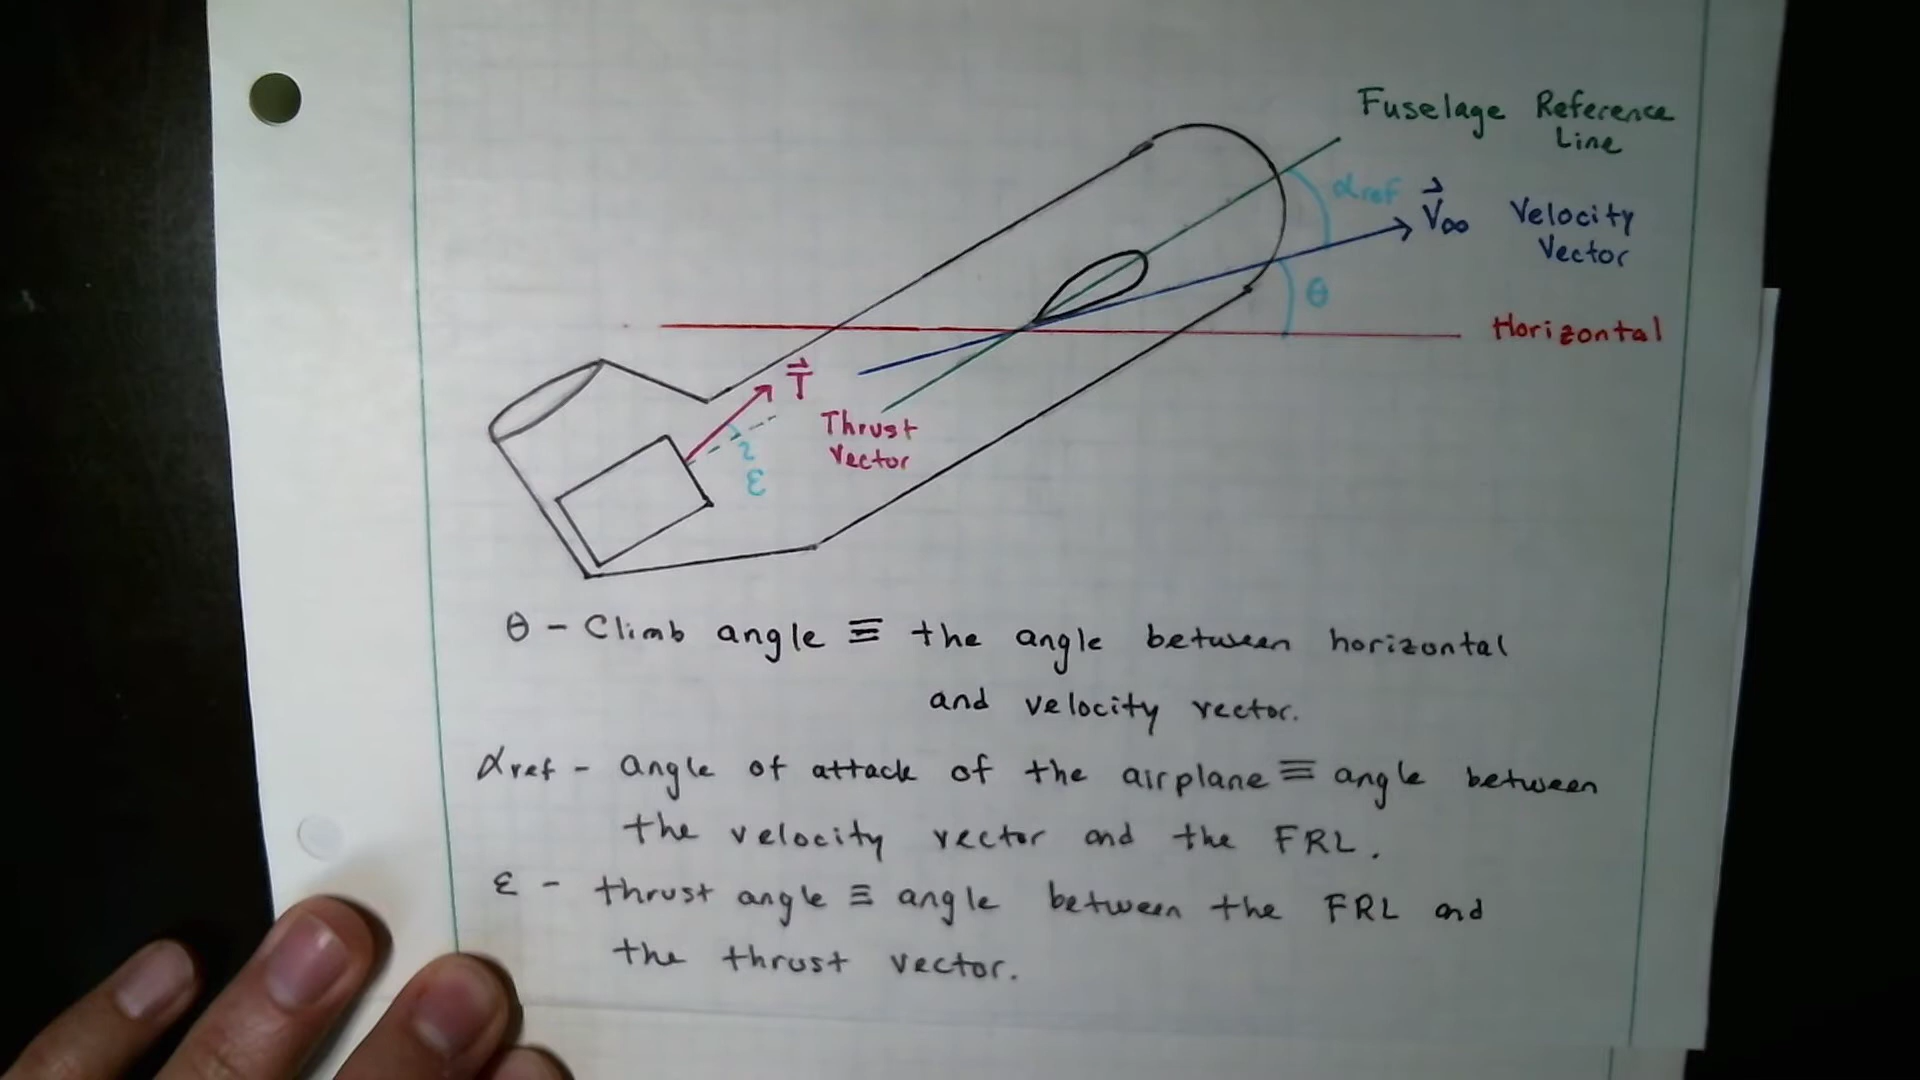 Fuselage Reference
Line
αref
V∞ Velocity
Vector
θ
Horizontal
T
Thrust
Vector
ε
θ - Climb angle ≡ the angle between horizontal
and velocity vector.
αref - angle of attack of the airplane ≡ angle between
the velocity vector and the FRL.
ε - thrust angle ≡ angle between the FRL and
the thrust vector.